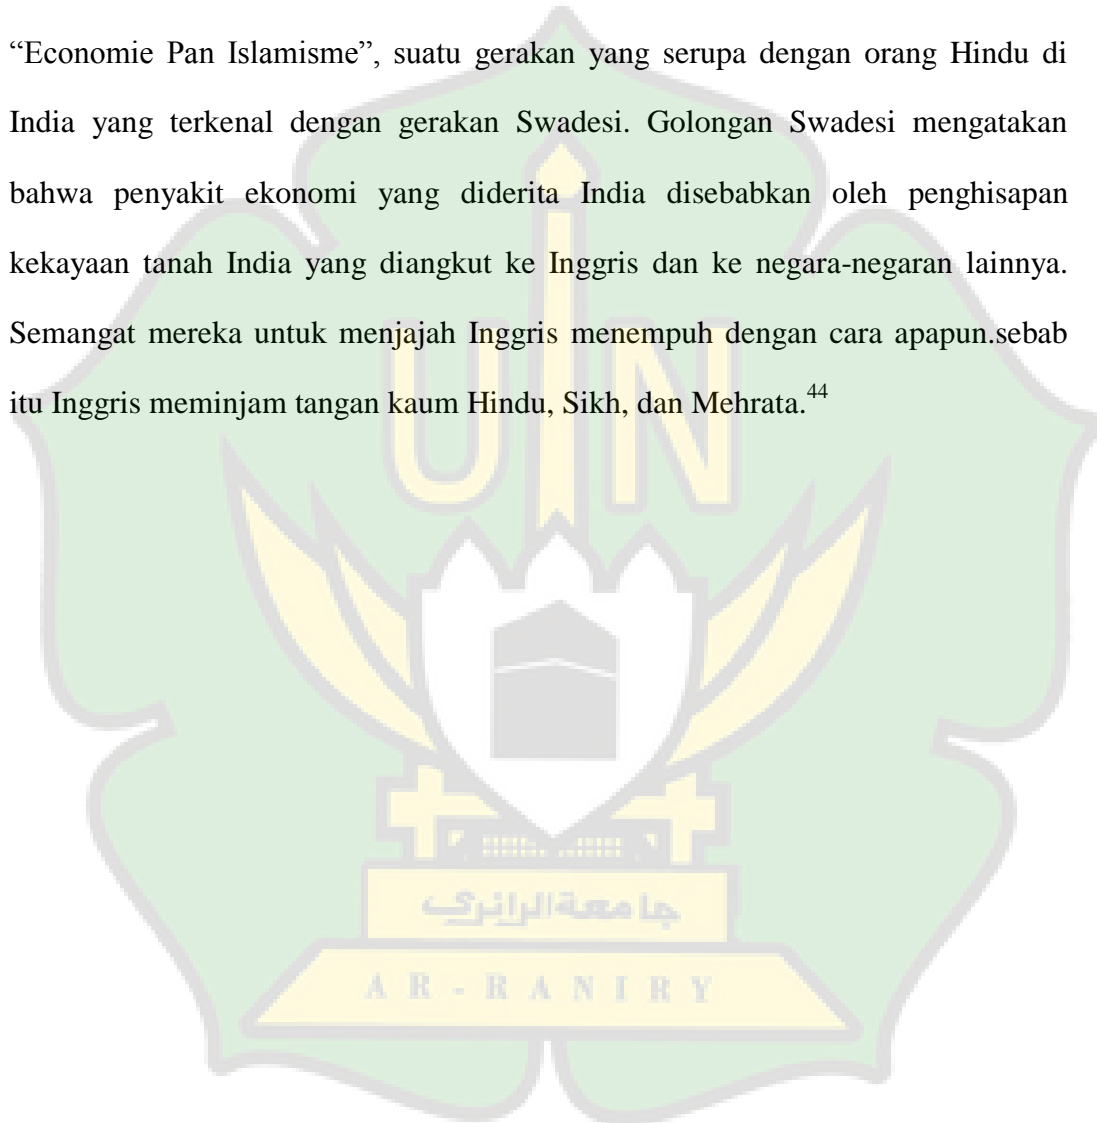 “Economie Pan Islamisme”, suatu gerakan yang serupa dengan orang Hindu di
India yang terkenal dengan gerakan Swadesi. Golongan Swadesi mengatakan
bahwa penyakit ekonomi yang diderita India disebabkan oleh penghisapan
kekayaan tanah India yang diangkut ke Inggris dan ke negara-negaran lainnya.
Semangat mereka untuk menjajah Inggris menempuh dengan cara apapun.sebab
itu Inggris meminjam tangan kaum Hindu, Sikh, dan Mehrata.44
UIN
جامعة الرانري
AR-RANIRY